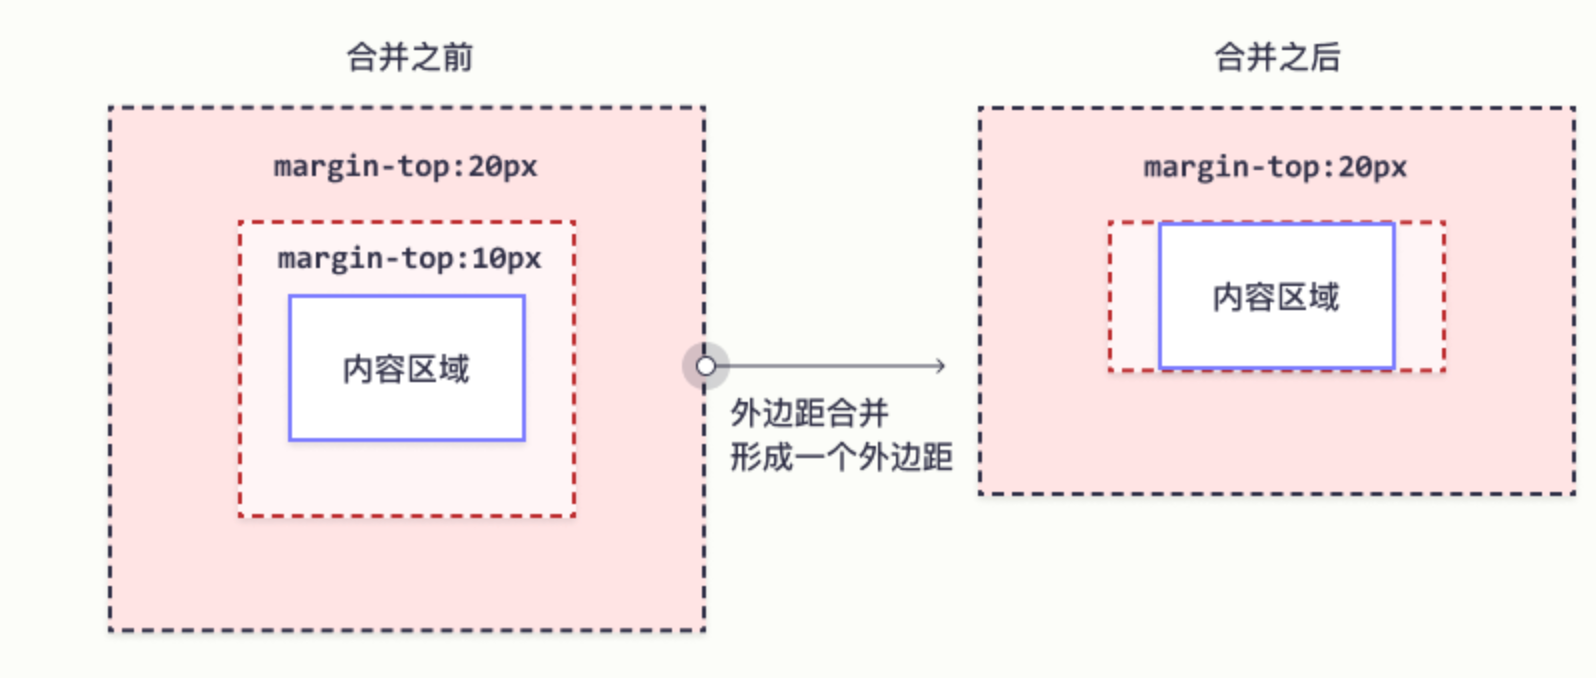 合并之前
合并之后
margin-top:20px
margin-top:20px
margin-top:10px
内容区域
内容区域
外边距合并
形成一个外边距